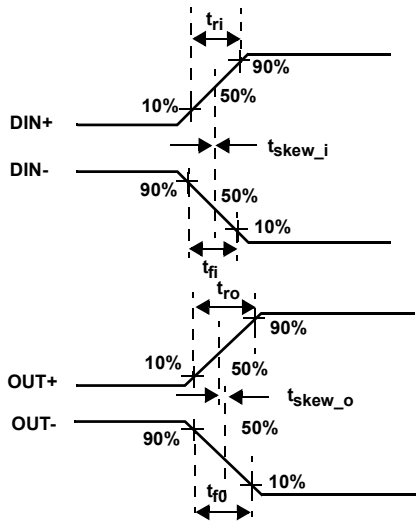 tri
90%
10%
50%
DIN+
tskew_i
DIN-
90%
50%
10%
tfi
tro
90%
10%
50%
OUT+
tskew_o
OUT-
50%
90%
10%
tf0